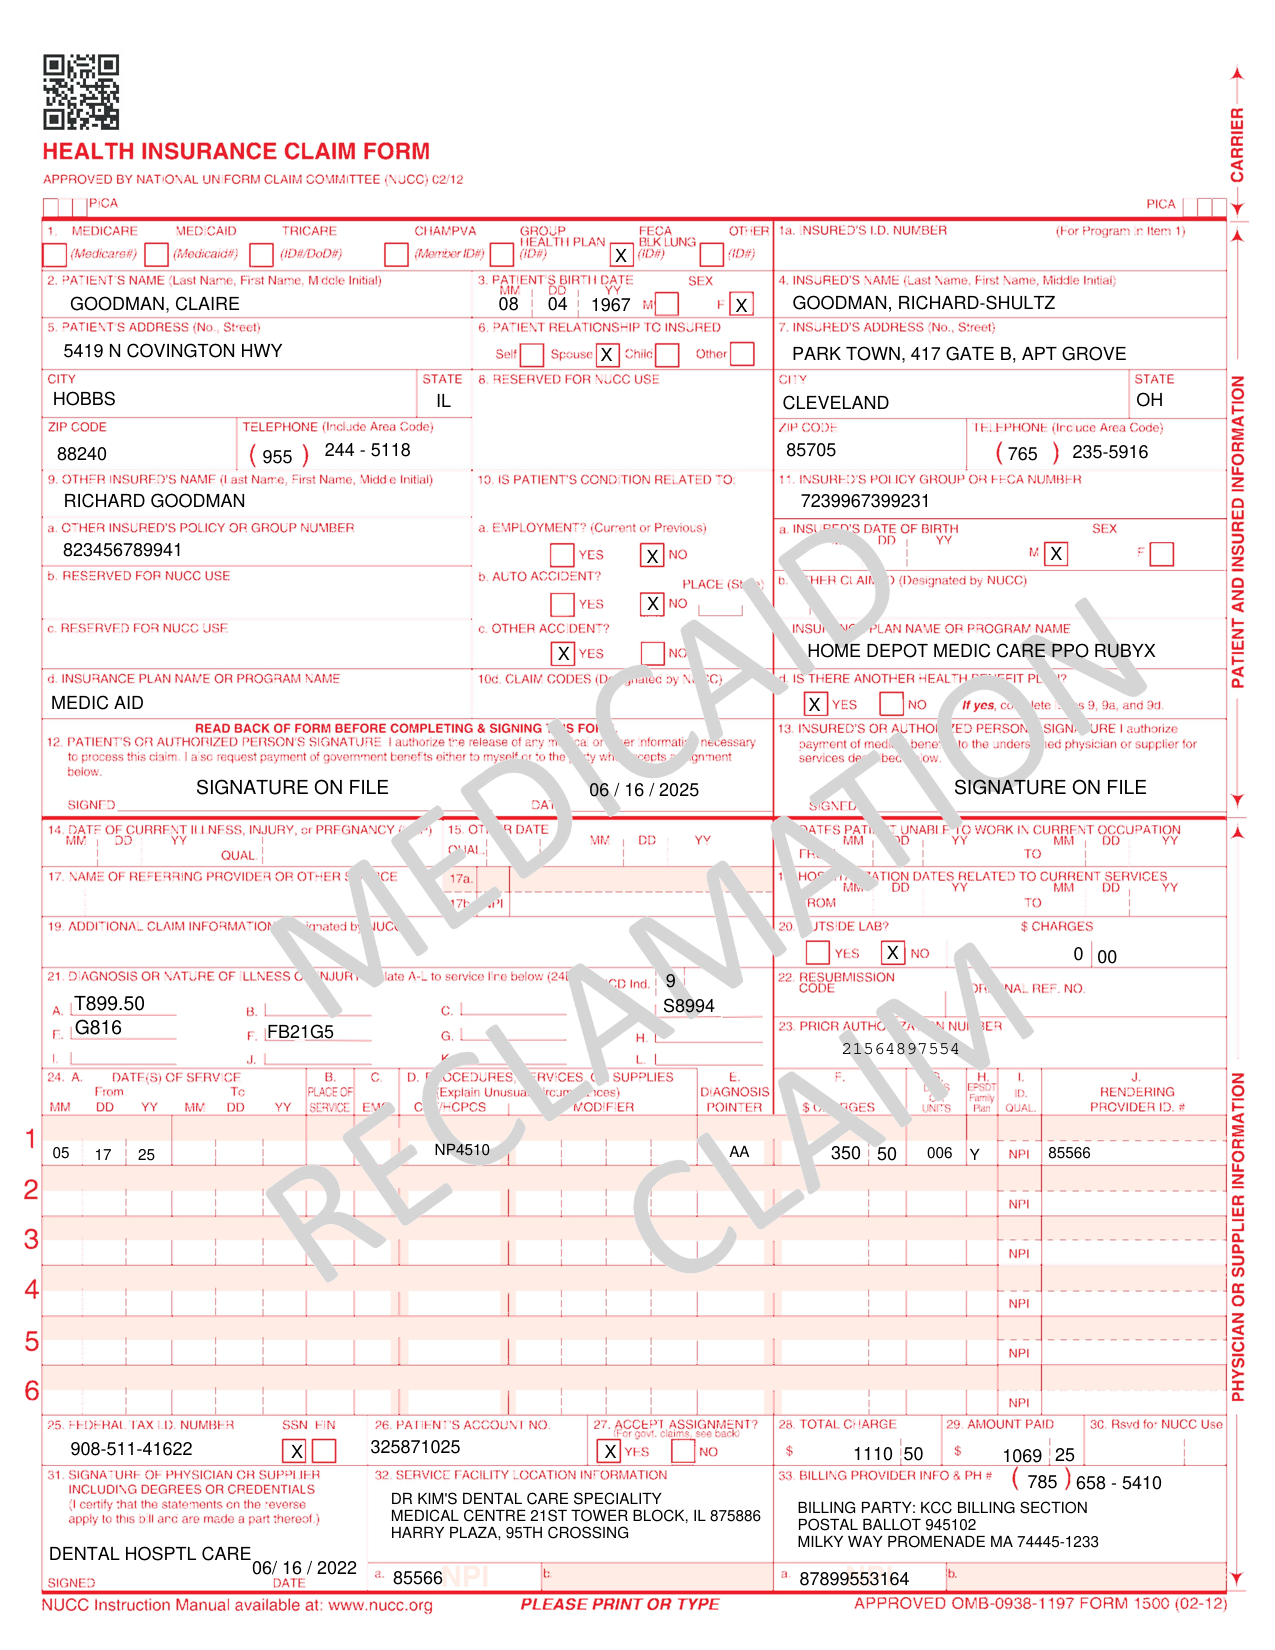 HEALTH INSURANCE CLAIM FORM
APPROVED BY NATIONAL UNIFORM CLAIM COMMITTEE (NUCC) 02/12
PICA
PICA
CARRIER
1. MEDICARE MEDICAID TRICARE CHAMPVA GROUP HEALTH PLAN FECA BLK LUNG OTHER
(Medicare#) (Medicaid#) (ID#/DoD#) (Member ID#) (ID#) X (ID#) (ID#)
1a. INSURED'S I.D. NUMBER (For Program in Item 1)
2. PATIENT'S NAME (Last Name, First Name, Middle Initial)
GOODMAN, CLAIRE
3. PATIENT'S BIRTH DATE SEX
MM DD YY
08 04 1967 M F X
4. INSURED'S NAME (Last Name, First Name, Middle Initial)
GOODMAN, RICHARD-SHULTZ
5. PATIENT'S ADDRESS (No., Street)
5419 N COVINGTON HWY
6. PATIENT RELATIONSHIP TO INSURED
Self Spouse X Child Other
7. INSURED'S ADDRESS (No., Street)
PARK TOWN, 417 GATE B, APT GROVE
CITY STATE
HOBBS IL
8. RESERVED FOR NUCC USE
CITY STATE
CLEVELAND OH
ZIP CODE TELEPHONE (Include Area Code)
88240 (955) 244 - 5118
ZIP CODE TELEPHONE (Include Area Code)
85705 (765) 235-5916
9. OTHER INSURED'S NAME (Last Name, First Name, Middle Initial)
RICHARD GOODMAN
10. IS PATIENT'S CONDITION RELATED TO:
11. INSURED'S POLICY GROUP OR FECA NUMBER
7239967399231
a. OTHER INSURED'S POLICY OR GROUP NUMBER
823456789941
a. EMPLOYMENT? (Current or Previous)
YES X NO
a. INSURED'S DATE OF BIRTH SEX
DD YY
M X F
b. RESERVED FOR NUCC USE
b. AUTO ACCIDENT? PLACE (State)
YES X NO
b. OTHER CLAIM ID (Designated by NUCC)
c. RESERVED FOR NUCC USE
c. OTHER ACCIDENT?
X YES NO
INSURANCE PLAN NAME OR PROGRAM NAME
HOME DEPOT MEDIC CARE PPO RUBYX
d. INSURANCE PLAN NAME OR PROGRAM NAME
MEDIC AID
10d. CLAIM CODES (Designated by NUCC)
d. IS THERE ANOTHER HEALTH BENEFIT PLAN?
X YES NO If yes, complete items 9, 9a, and 9d.
PATIENT AND INSURED INFORMATION
READ BACK OF FORM BEFORE COMPLETING & SIGNING THIS FORM.
12. PATIENT'S OR AUTHORIZED PERSON'S SIGNATURE I authorize the release of any medical or other information necessary
to process this claim. I also request payment of government benefits either to myself or to the party who accepts assignment
below.
SIGNATURE ON FILE 06 / 16 / 2025
SIGNED DATE
13. INSURED'S OR AUTHORIZED PERSON'S SIGNATURE I authorize
payment of medical benefits to the undersigned physician or supplier for
services described below.
SIGNATURE ON FILE
SIGNED
14. DATE OF CURRENT ILLNESS, INJURY, or PREGNANCY (LMP)
MM DD YY
QUAL.
15. OTHER DATE
QUAL. MM DD YY
DATES PATIENT UNABLE TO WORK IN CURRENT OCCUPATION
MM DD YY MM DD YY
FROM TO
17. NAME OF REFERRING PROVIDER OR OTHER SOURCE
17a.
17b. NPI
18. HOSPITALIZATION DATES RELATED TO CURRENT SERVICES
MM DD YY MM DD YY
FROM TO
19. ADDITIONAL CLAIM INFORMATION (Designated by NUCC)
20. OUTSIDE LAB? $ CHARGES
YES X NO 0 00
21. DIAGNOSIS OR NATURE OF ILLNESS OR INJURY Relate A-L to service line below (24E) ICD Ind. 9
A. T899.50 B. C. S8994
E. G816 F. FB21G5 G. H.
I. J. K. L.
22. RESUBMISSION CODE ORIGINAL REF. NO.
23. PRIOR AUTHORIZATION NUMBER
21564897554
24. A. DATE(S) OF SERVICE B. C. D. PROCEDURES, SERVICES, OR SUPPLIES E. F. G. H. I. J.
From To PLACE OF (Explain Unusual Circumstances) DIAGNOSIS DAYS OR EPSDT Family ID. RENDERING
MM DD YY MM DD YY SERVICE EMG CPT/HCPCS MODIFIER POINTER $ CHARGES UNITS Plan QUAL. PROVIDER ID. #
1 05 17 25 NP4510 AA 350 50 006 Y NPI 85566
2 NPI
3 NPI
4 NPI
5 NPI
6 NPI
PHYSICIAN OR SUPPLIER INFORMATION
25. FEDERAL TAX I.D. NUMBER SSN EIN
908-511-41622 X
26. PATIENT'S ACCOUNT NO.
325871025
27. ACCEPT ASSIGNMENT?
(For govt. claims, see back)
X YES NO
28. TOTAL CHARGE
$ 1110 50
29. AMOUNT PAID
$ 1069 25
30. Rsvd for NUCC Use
31. SIGNATURE OF PHYSICIAN OR SUPPLIER
INCLUDING DEGREES OR CREDENTIALS
(I certify that the statements on the reverse
apply to this bill and are made a part thereof.)
DENTAL HOSPTL CARE
06/ 16 / 2022
SIGNED DATE
32. SERVICE FACILITY LOCATION INFORMATION
DR KIM'S DENTAL CARE SPECIALITY
MEDICAL CENTRE 21ST TOWER BLOCK, IL 875886
HARRY PLAZA, 95TH CROSSING
a. 85566 NPI b.
33. BILLING PROVIDER INFO & PH # (785) 658 - 5410
BILLING PARTY: KCC BILLING SECTION
POSTAL BALLOT 945102
MILKY WAY PROMENADE MA 74445-1233
a. 87899553164 NPI b.
NUCC Instruction Manual available at: www.nucc.org
PLEASE PRINT OR TYPE
APPROVED OMB-0938-1197 FORM 1500 (02-12)
MEDICAID
RECLAMATION
CLAIM